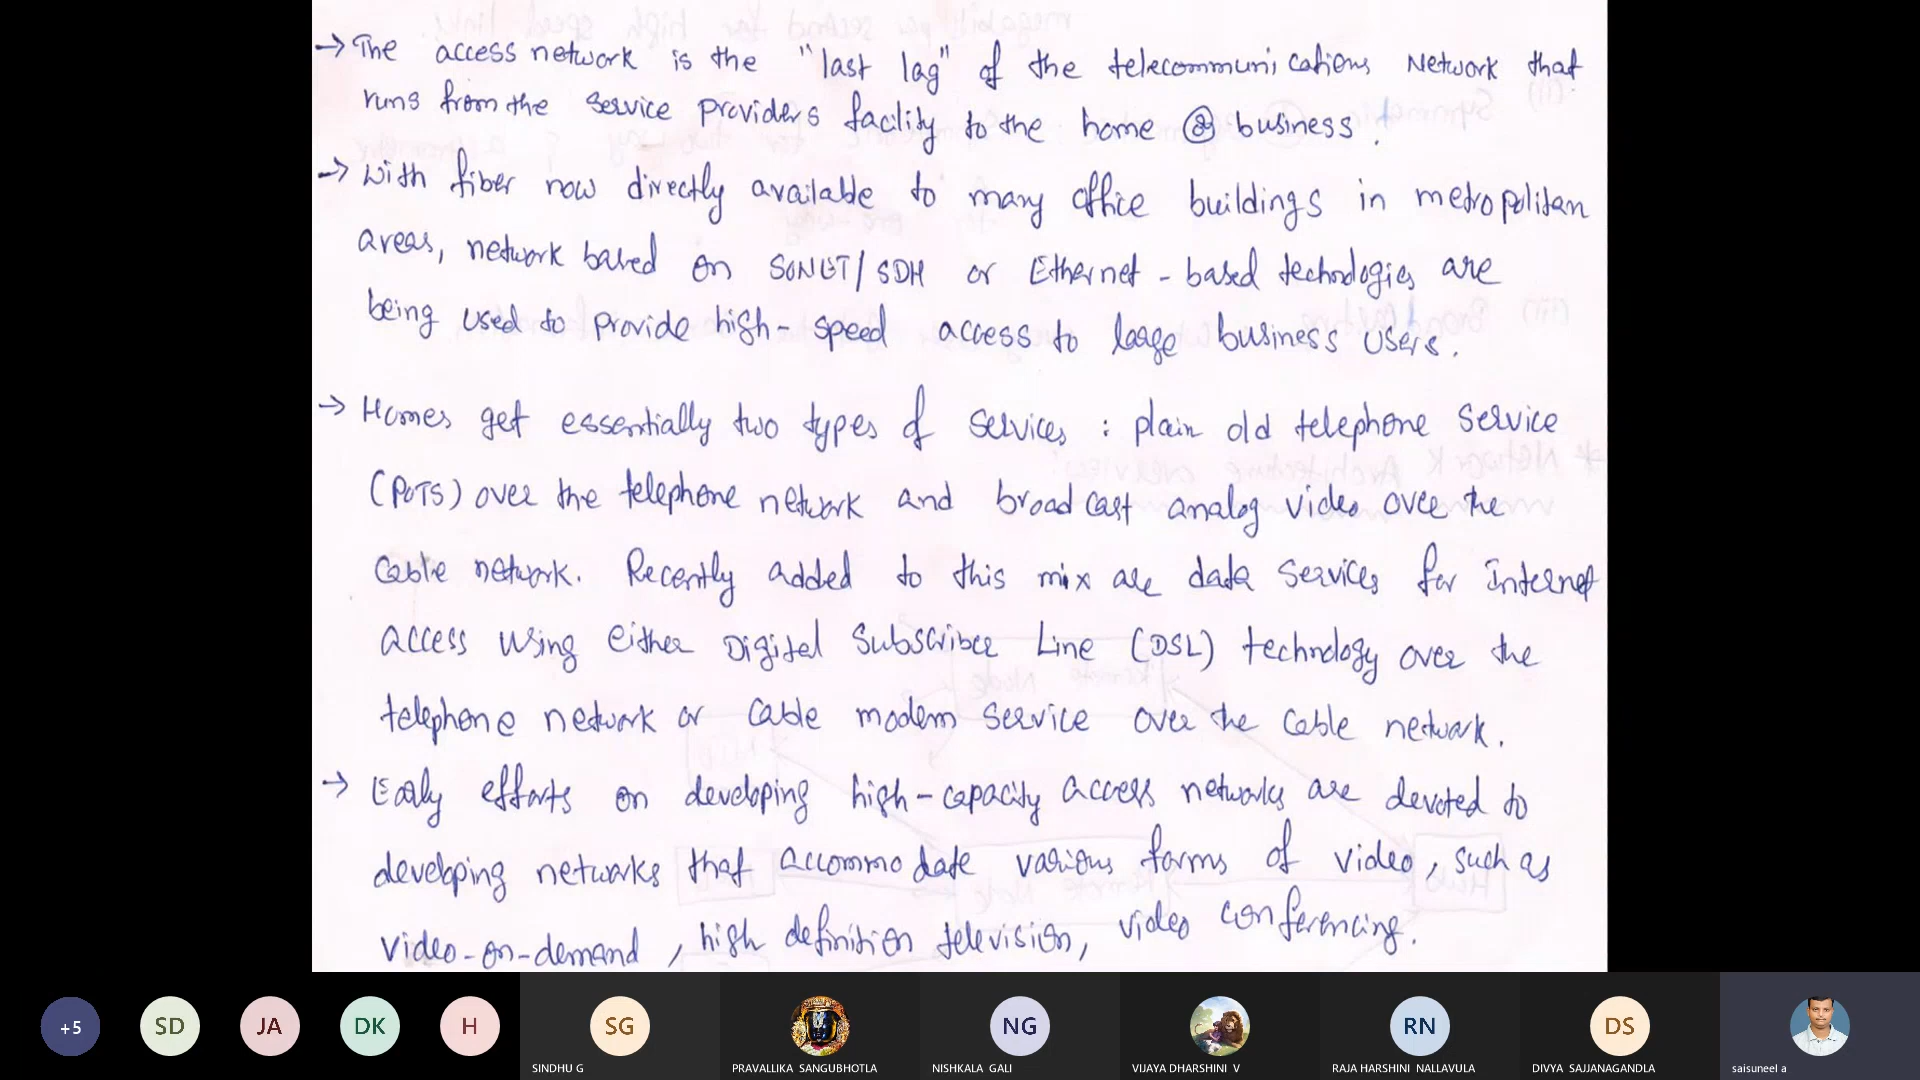 → The access network is the "last lag" of the telecommunications Network that
runs from the service providers facility to the home or business.
→ With fiber now directly available to many office buildings in metropolitan
areas, network based on SONET/SDH or Ethernet-based technologies are
being used to provide high-speed access to large business users.
→ Homes get essentially two types of services : plain old telephone service
(POTS) over the telephone network and broadcast analog video over the
cable network. Recently added to this mix are data services for Internet
access using either Digital Subscriber Line (DSL) technology over the
telephone network or cable modem service over the cable network.
→ Early efforts on developing high-capacity access networks are devoted to
developing networks that accommodate various forms of video, such as
video-on-demand, high definition television, video conferencing.
+5
SD
JA
DK
H
SG
NG
RN
DS
SINDHU G
PRAVALLIKA SANGUBHOTLA
NISHKALA GALI
VIJAYA DHARSHINI V
RAJA HARSHINI NALLAVULA
DIVYA SAJJANAGANDLA
saisuneel a